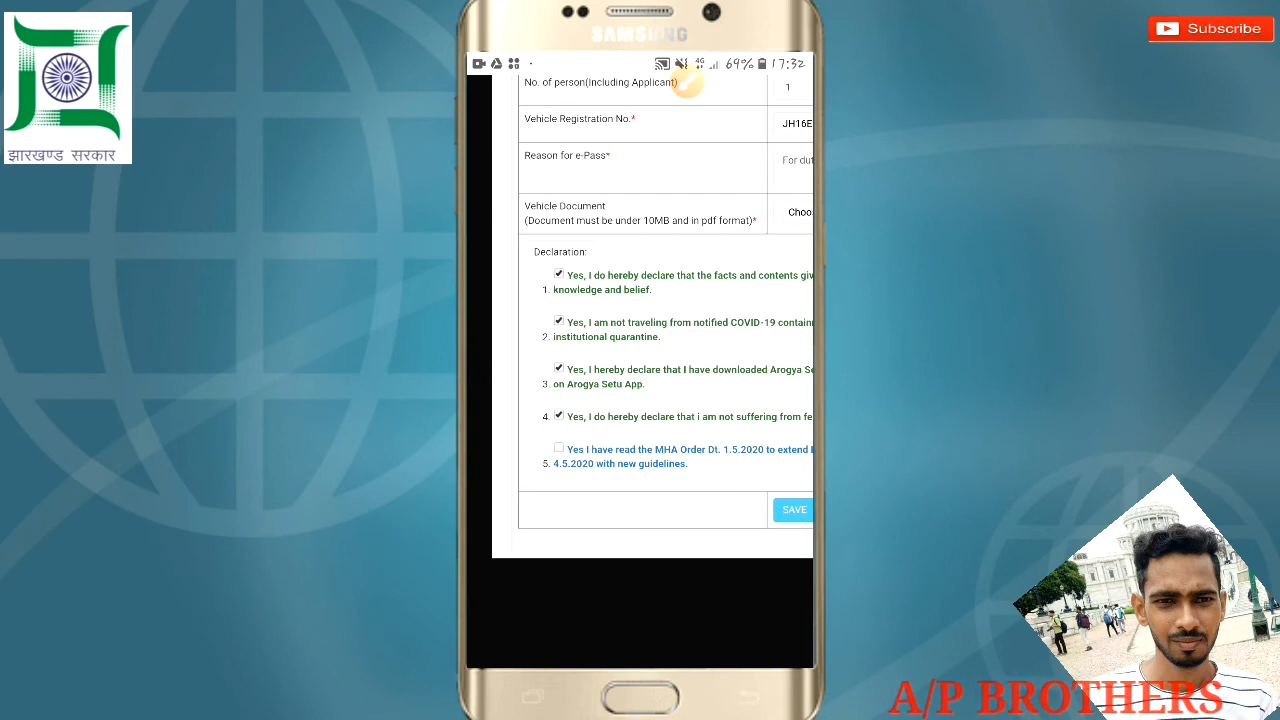 झारखण्ड सरकार
Subscribe
SAMSUNG
4G 69% 17:32
No. of person(Including Applicant)
1
Vehicle Registration No.*
JH16E
Reason for e-Pass*
For dut
Vehicle Document
(Document must be under 10MB and in pdf format)*
Choo
Declaration:
1. Yes, I do hereby declare that the facts and contents giv
knowledge and belief.
2. Yes, I am not traveling from notified COVID-19 contain
institutional quarantine.
3. Yes, I hereby declare that I have downloaded Arogya Se
on Arogya Setu App.
4. Yes, I do hereby declare that i am not suffering from fe
5. Yes I have read the MHA Order Dt. 1.5.2020 to extend
4.5.2020 with new guidelines.
SAVE
A/P BROTHERS